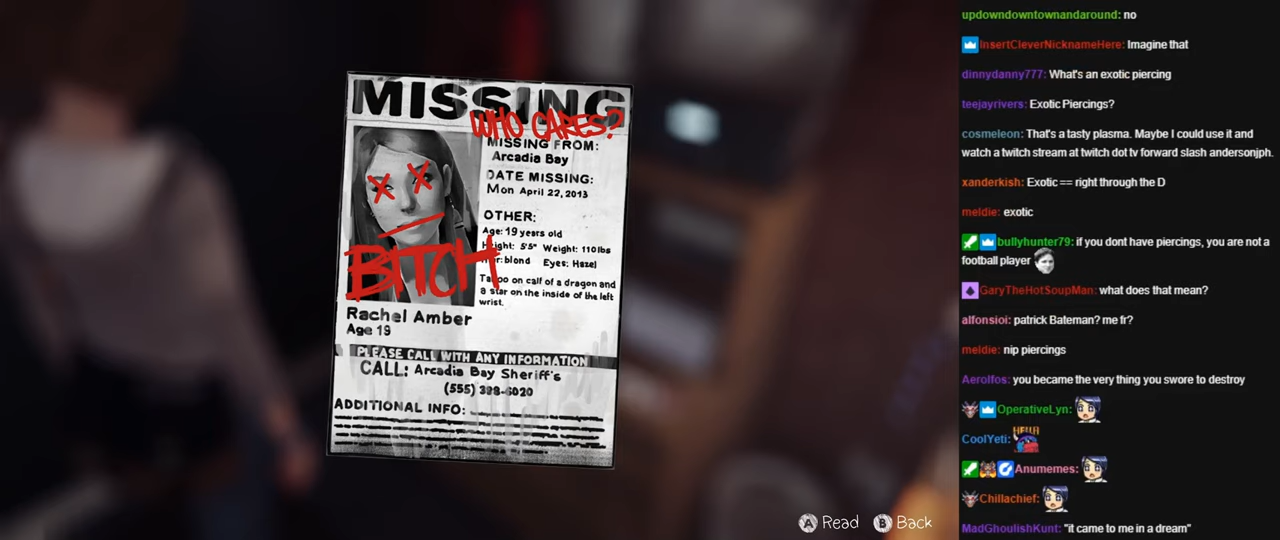 MISSING
WHO CARES?
MISSING FROM:
Arcadia Bay
DATE MISSING:
Mon April 22, 2013
OTHER:
Age: 19 years old
Height: 5'5" Weight: 110lbs
Hair: blond Eyes: Hazel
Tattoo on calf of a dragon and
a star on the inside of the left
wrist.
BITCH
Rachel Amber
Age 19
PLEASE CALL WITH ANY INFORMATION
CALL: Arcadia Bay Sheriff's
(555) 398-6020
ADDITIONAL INFO:
A Read B Back
updowndowntownandaround: no
InsertCleverNicknameHere: Imagine that
dinnydanny777: What's an exotic piercing
teejayrivers: Exotic Piercings?
cosmeleon: That's a tasty plasma. Maybe I could use it and
watch a twitch stream at twitch dot tv forward slash andersonjph.
xanderkish: Exotic == right through the D
meldie: exotic
bullyhunter79: if you dont have piercings, you are not a
football player
GaryTheHotSoupMan: what does that mean?
alfonsioi: patrick Bateman? me fr?
meldie: nip piercings
Aerolfos: you became the very thing you swore to destroy
OperativeLyn:
CoolYeti:
Anumemes:
Chillachief:
MadGhoulishKunt: "it came to me in a dream"